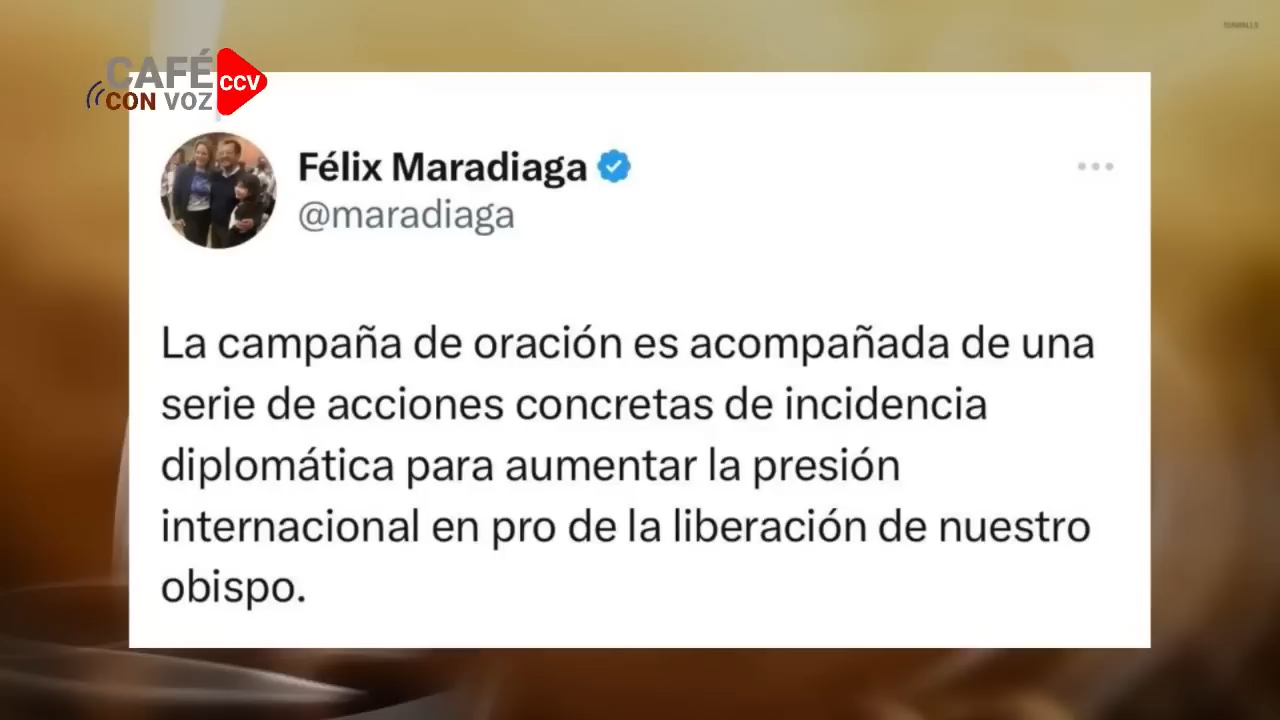 CAFÉ
CON VOZ
CCV
Félix Maradiaga
@maradiaga
La campaña de oración es acompañada de una
serie de acciones concretas de incidencia
diplomática para aumentar la presión
internacional en pro de la liberación de nuestro
obispo.